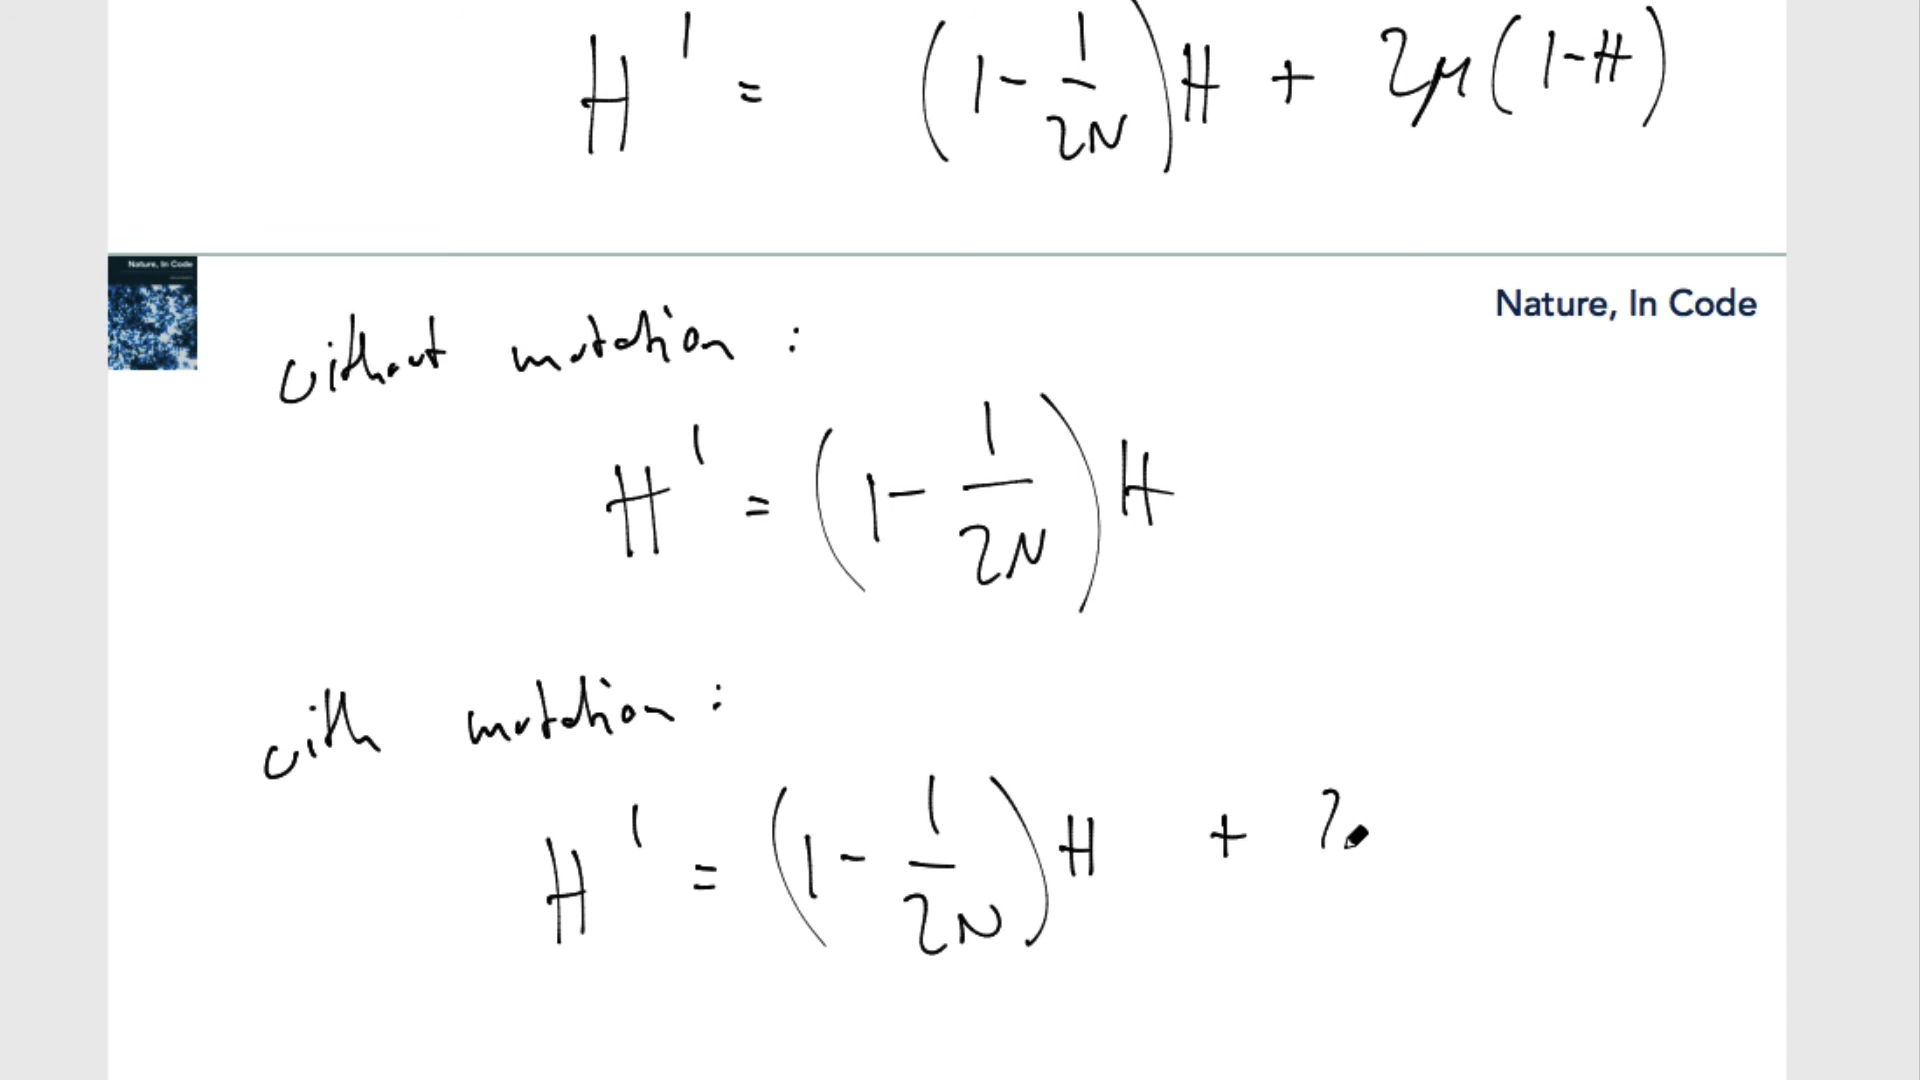 H' = (1 - 1/2N)H + 2μ(1-H)
Nature, In Code
Nature, In Code
without mutation :
H' = (1 - 1/2N)H
with mutation :
H' = (1 - 1/2N)H + 2